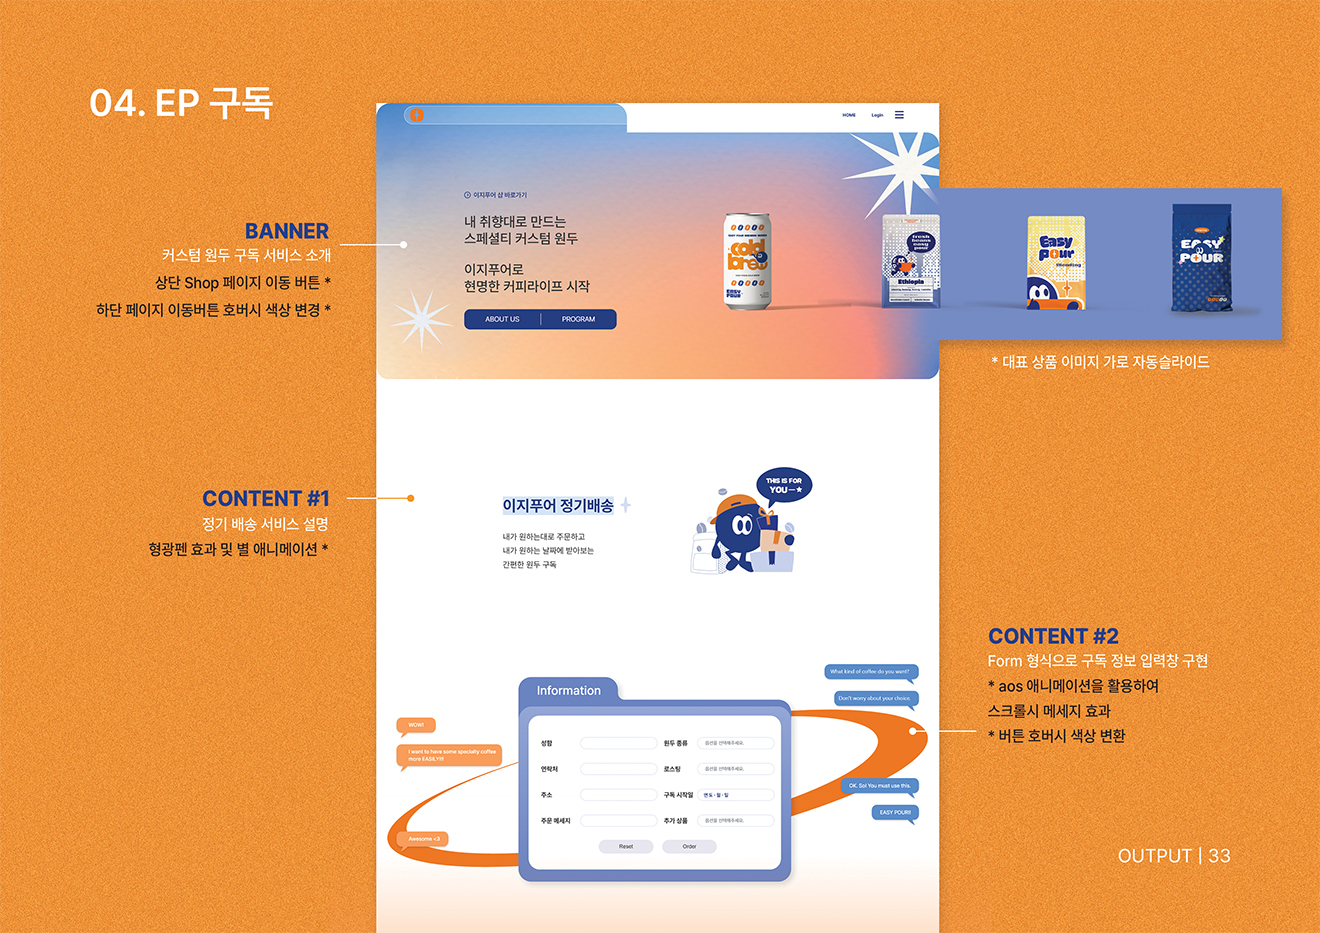 04. EP 구독
BANNER
커스텀 원두 구독 서비스 소개
상단 Shop 페이지 이동 버튼 *
하단 페이지 이동버튼 호버시 색상 변경 *
HOME
Login
이지푸어 샵 바로가기
내 취향대로 만드는
스페셜티 커스텀 원두
이지푸어로
현명한 커피라이프 시작
ABOUT US
PROGRAM
cold
brew
EASY
POUR
fresh
beans
easy
pour
Ethiopia
Easy
pour
Blending
EASY
POUR
* 대표 상품 이미지 가로 자동슬라이드
CONTENT #1
정기 배송 서비스 설명
형광펜 효과 및 별 애니메이션 *
이지푸어 정기배송
내가 원하는대로 주문하고
내가 원하는 날짜에 받아보는
간편한 원두 구독
THIS IS FOR
YOU
CONTENT #2
Form 형식으로 구독 정보 입력창 구현
* aos 애니메이션을 활용하여
스크롤시 메세지 효과
* 버튼 호버시 색상 변환
What kind of coffee do you want?
Don't worry about your choice.
WOW!
I want to have some specialty coffee
more EASILY!!!
Awesome <3
OK. So! You must use this.
EASY POUR!!
Information
성함
원두 종류
옵션을 선택해주세요.
연락처
로스팅
옵션을 선택해주세요.
주소
구독 시작일
연도-월-일
주문 메세지
추가 상품
옵션을 선택해주세요.
Reset
Order
OUTPUT | 33